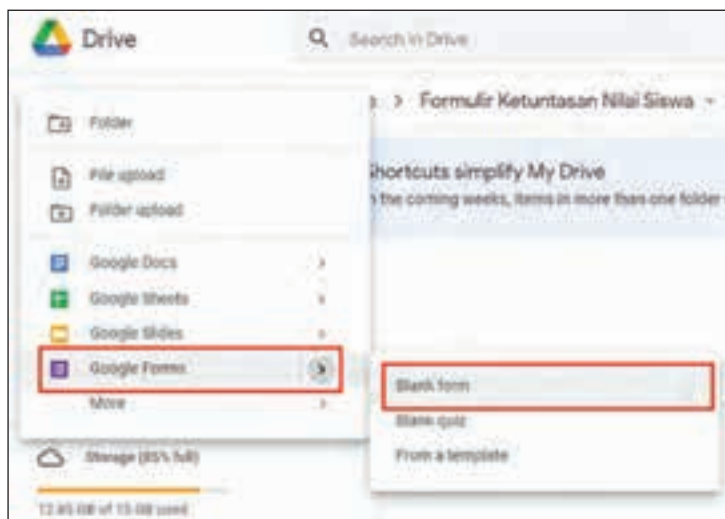 Drive
Search in Drive
Folder
> Formulir Ketuntasan Nilai Siswa
File upload
Folder upload
Shortcuts simplify My Drive
the coming weeks, items in more than one folder
Google Docs
Google Sheets
Google Slides
Google Forms
More
Blank form
Blank quiz
From a template
Storage (85% full)
12.85 GB of 15 GB used